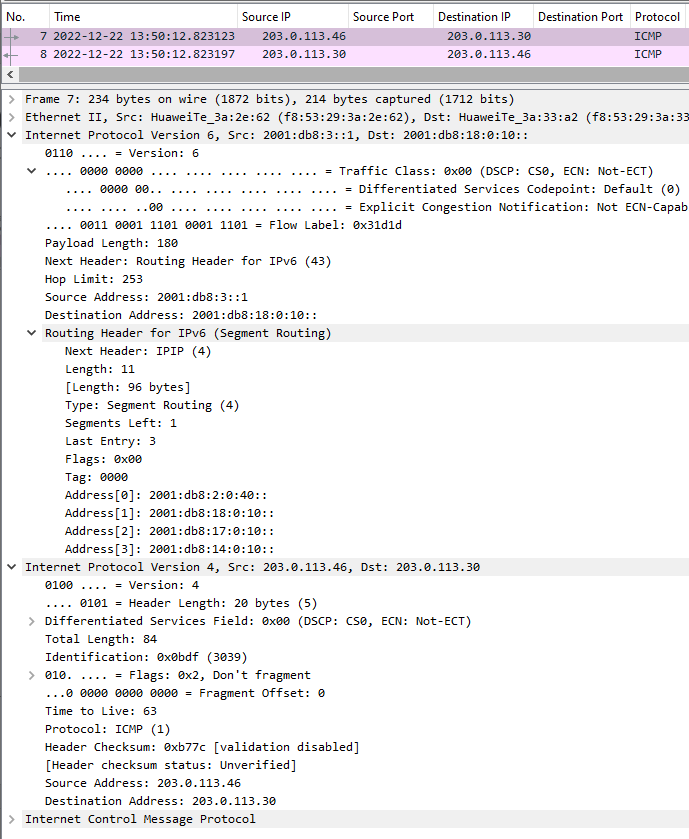 No. Time Source IP Source Port Destination IP Destination Port Protocol
7 2022-12-22 13:50:12.823123 203.0.113.46 203.0.113.30 ICMP
8 2022-12-22 13:50:12.823197 203.0.113.30 203.0.113.46 ICMP
Frame 7: 234 bytes on wire (1872 bits), 214 bytes captured (1712 bits)
Ethernet II, Src: HuaweiTe_3a:2e:62 (f8:53:29:3a:2e:62), Dst: HuaweiTe_3a:33:a2 (f8:53:29:3a:33
Internet Protocol Version 6, Src: 2001:db8:3::1, Dst: 2001:db8:18:0:10::
0110 .... = Version: 6
.... 0000 0000 .... .... .... .... .... = Traffic Class: 0x00 (DSCP: CS0, ECN: Not-ECT)
.... 0000 00.. .... .... .... .... .... = Differentiated Services Codepoint: Default (0)
.... .... ..00 .... .... .... .... .... = Explicit Congestion Notification: Not ECN-Capab
.... 0011 0001 1101 0001 1101 = Flow Label: 0x31d1d
Payload Length: 180
Next Header: Routing Header for IPv6 (43)
Hop Limit: 253
Source Address: 2001:db8:3::1
Destination Address: 2001:db8:18:0:10::
Routing Header for IPv6 (Segment Routing)
Next Header: IPIP (4)
Length: 11
[Length: 96 bytes]
Type: Segment Routing (4)
Segments Left: 1
Last Entry: 3
Flags: 0x00
Tag: 0000
Address[0]: 2001:db8:2:0:40::
Address[1]: 2001:db8:18:0:10::
Address[2]: 2001:db8:17:0:10::
Address[3]: 2001:db8:14:0:10::
Internet Protocol Version 4, Src: 203.0.113.46, Dst: 203.0.113.30
0100 .... = Version: 4
.... 0101 = Header Length: 20 bytes (5)
Differentiated Services Field: 0x00 (DSCP: CS0, ECN: Not-ECT)
Total Length: 84
Identification: 0x0bdf (3039)
010. .... = Flags: 0x2, Don't fragment
...0 0000 0000 0000 = Fragment Offset: 0
Time to Live: 63
Protocol: ICMP (1)
Header Checksum: 0xb77c [validation disabled]
[Header checksum status: Unverified]
Source Address: 203.0.113.46
Destination Address: 203.0.113.30
Internet Control Message Protocol